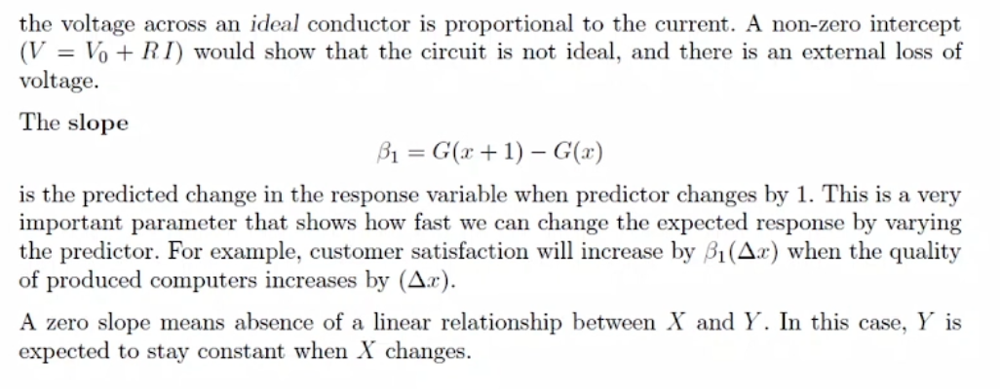 the voltage across an ideal conductor is proportional to the current. A non-zero intercept
(V = V₀ + RI) would show that the circuit is not ideal, and there is an external loss of
voltage.
The slope
β₁ = G(x + 1) − G(x)
is the predicted change in the response variable when predictor changes by 1. This is a very
important parameter that shows how fast we can change the expected response by varying
the predictor. For example, customer satisfaction will increase by β₁(Δx) when the quality
of produced computers increases by (Δx).
A zero slope means absence of a linear relationship between X and Y. In this case, Y is
expected to stay constant when X changes.